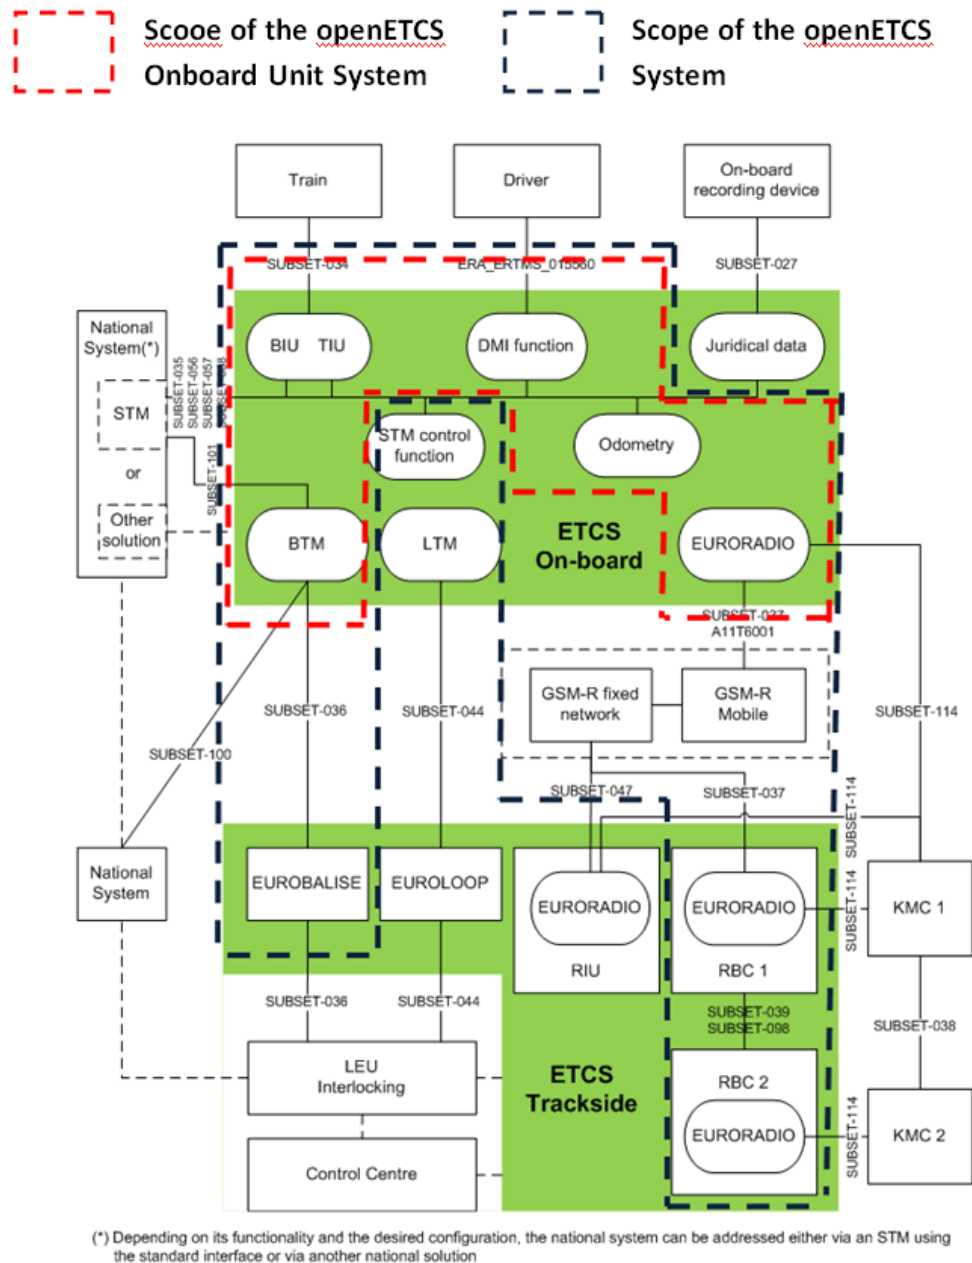 Scooe of the openETCS
Onboard Unit System
Scope of the openETCS
System
Train
Driver
On-board
recording device
SUBSET-034
ERA_ERTMS_015560
SUBSET-027
National
System(*)
STM
or
Other
solution
SUBSET-035
SUBSET-056
SUBSET-057
SUBSET-101
BIU TIU
DMI function
Juridical data
STM control
function
Odometry
BTM
LTM
ETCS
On-board
EURORADIO
SUBSET-037
A11T6001
GSM-R fixed
network
GSM-R
Mobile
SUBSET-036
SUBSET-044
SUBSET-114
SUBSET-100
SUBSET-047
SUBSET-037
SUBSET-114
National
System
EUROBALISE
EUROLOOP
EURORADIO
RIU
EURORADIO
RBC 1
SUBSET-114
KMC 1
SUBSET-036
SUBSET-044
SUBSET-039
SUBSET-098
SUBSET-038
LEU
Interlocking
ETCS
Trackside
RBC 2
EURORADIO
SUBSET-114
KMC 2
Control Centre
(*) Depending on its functionality and the desired configuration, the national system can be addressed either via an STM using
the standard interface or via another national solution